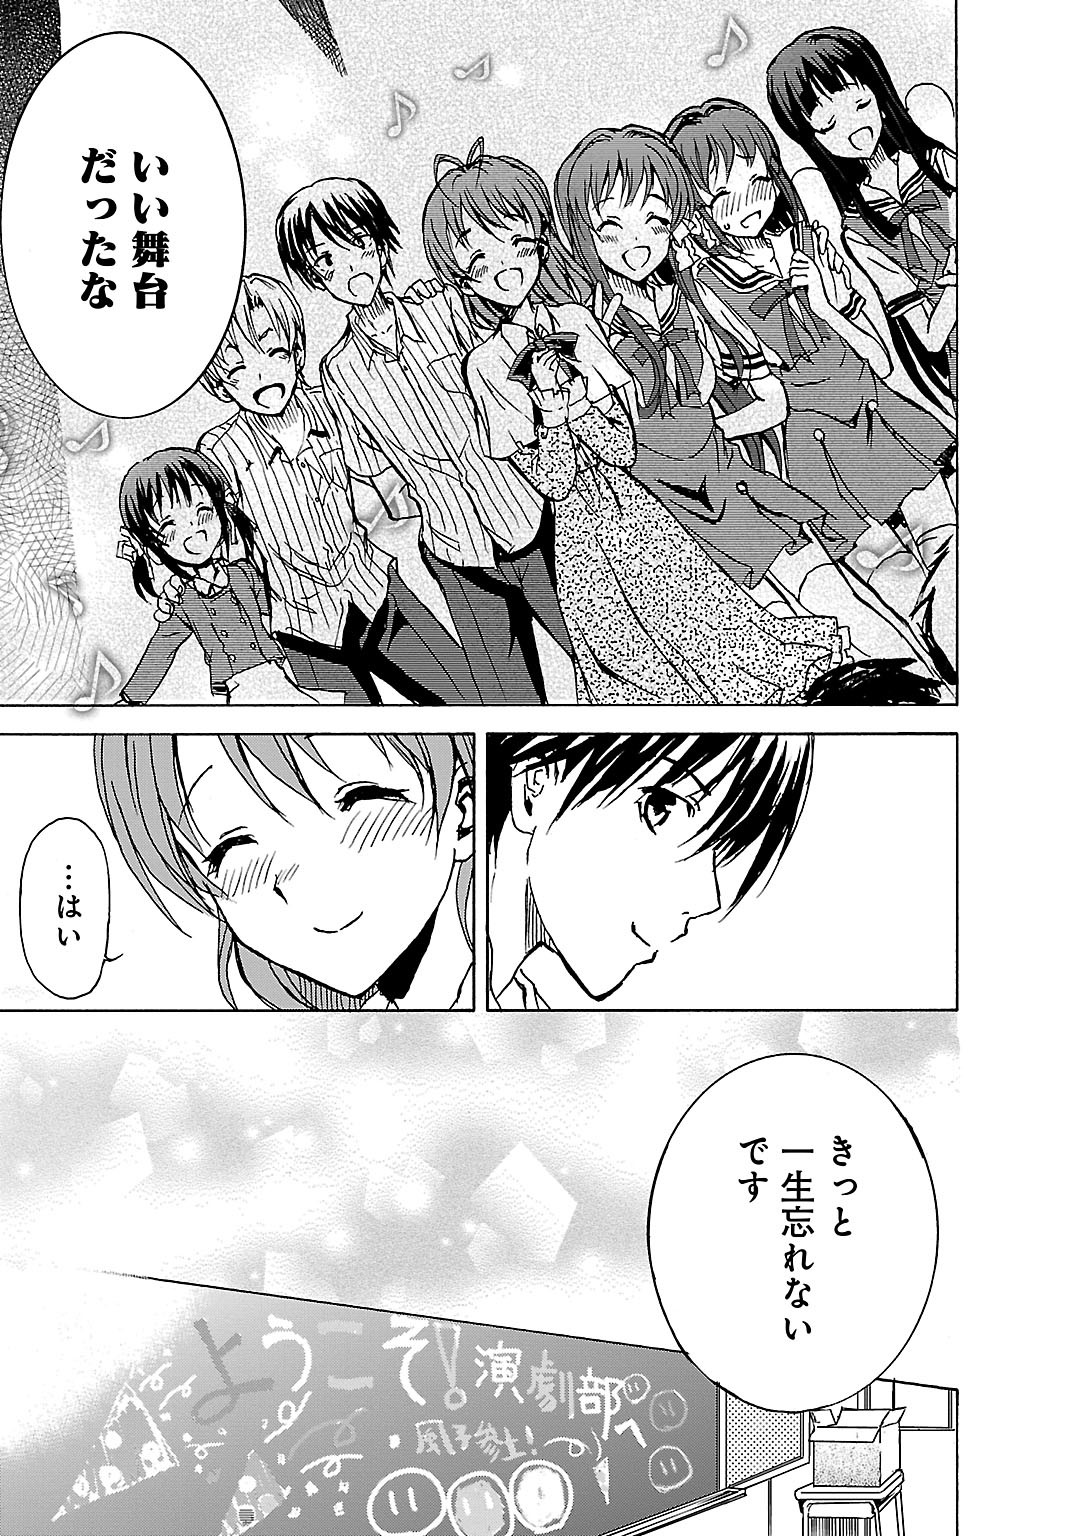 いい舞台
だったな
…はい
きっと
一生忘れない
です
ようこそ！演劇部へ
風子参上！